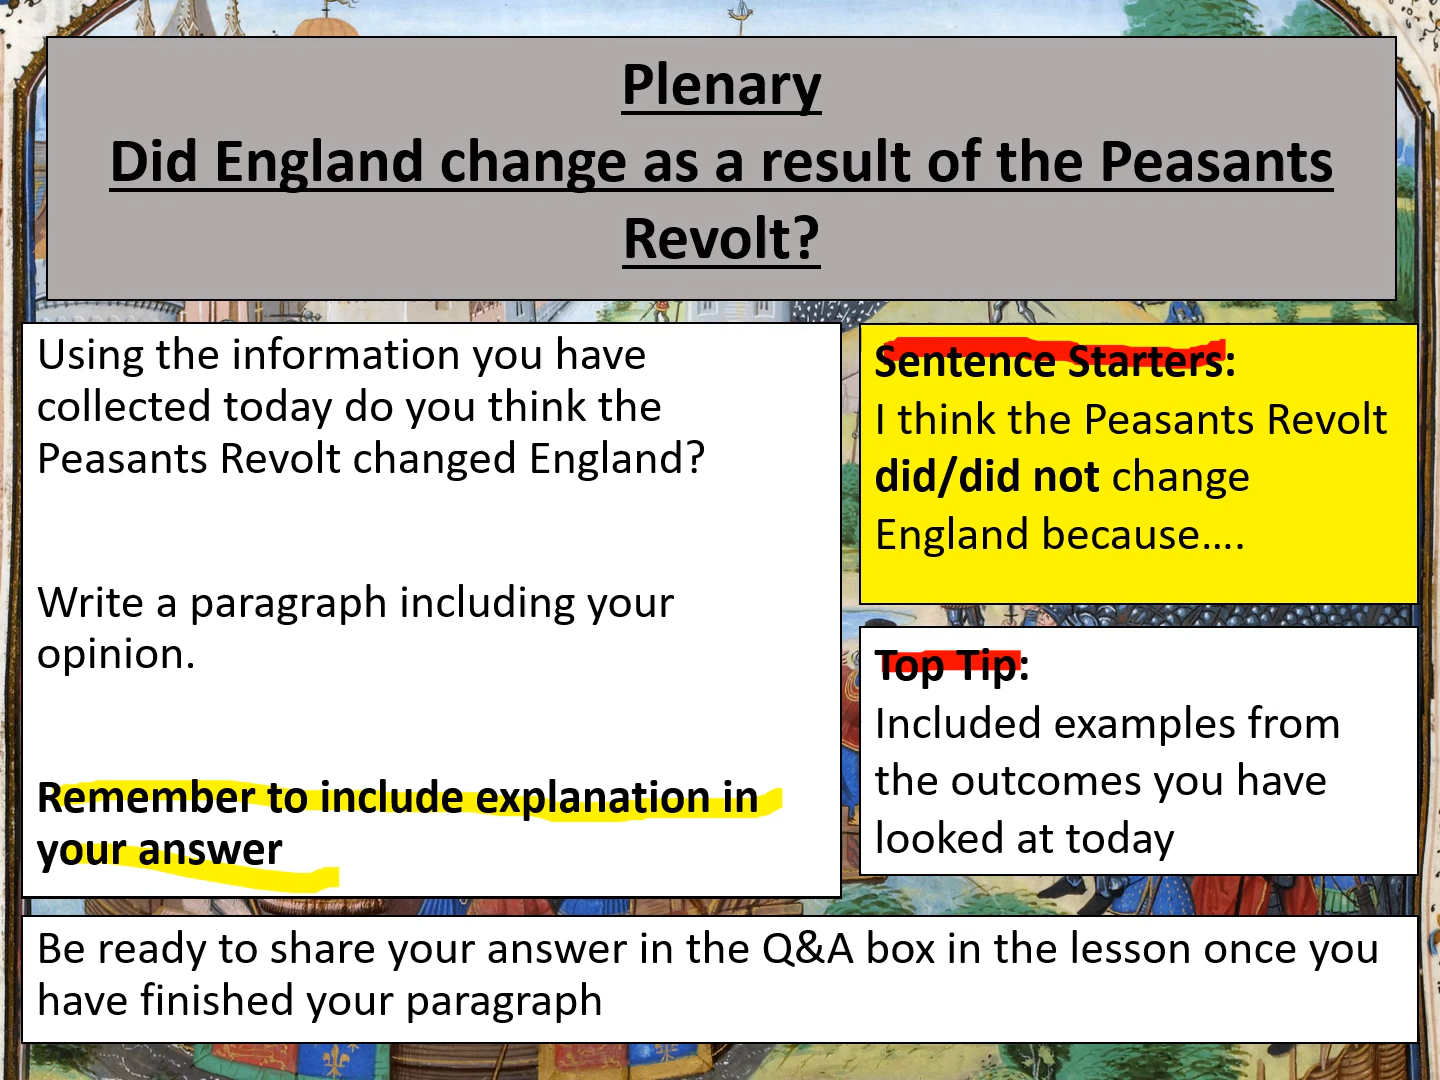 Plenary
Did England change as a result of the Peasants
Revolt?
Using the information you have
collected today do you think the
Peasants Revolt changed England?
Write a paragraph including your
opinion.
Remember to include explanation in
your answer
Sentence Starters:
I think the Peasants Revolt
did/did not change
England because….
Top Tip:
Included examples from
the outcomes you have
looked at today
Be ready to share your answer in the Q&A box in the lesson once you
have finished your paragraph